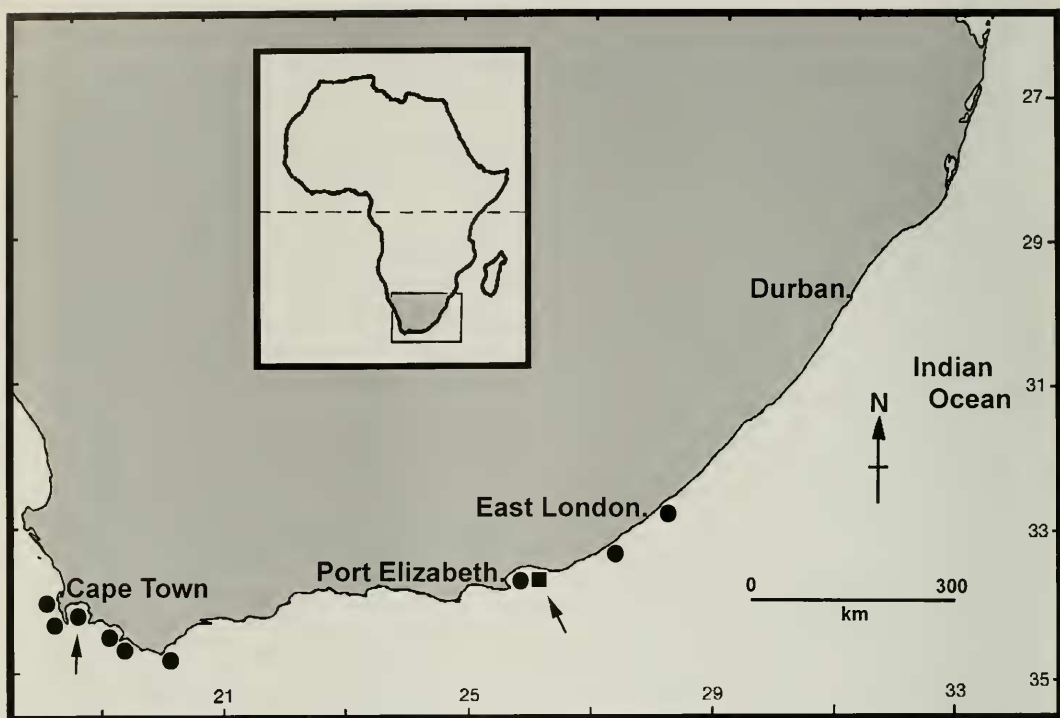 27
29
Durban.
Indian
Ocean
31
N
East London.
33
Port Elizabeth.
0 300
km
Cape Town
35
21 25 29 33